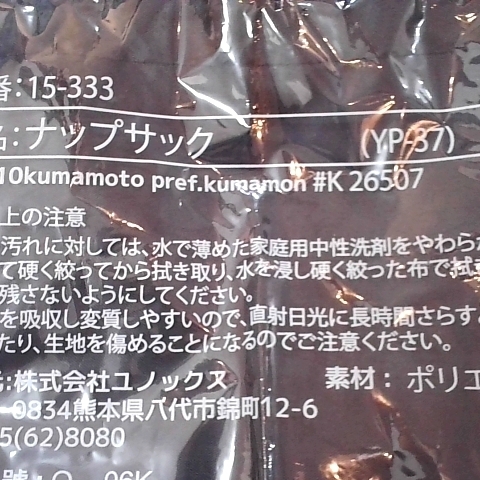 番:15-333
名:ナップサック (YP-37)
10kumamoto pref.kumamon #K 26507
上の注意
汚れに対しては、水で薄めた家庭用中性洗剤をやわらか
て硬く絞ってから拭き取り、水を浸し硬く絞った布で拭
残さないようにしてください。
を吸収し変質しやすいので、直射日光に長時間さらす
たり、生地を傷めることになるのでご注意ください。
元:株式会社ユノックス 素材:ポリエ
-0834熊本県八代市錦町12-6
5(62)8080